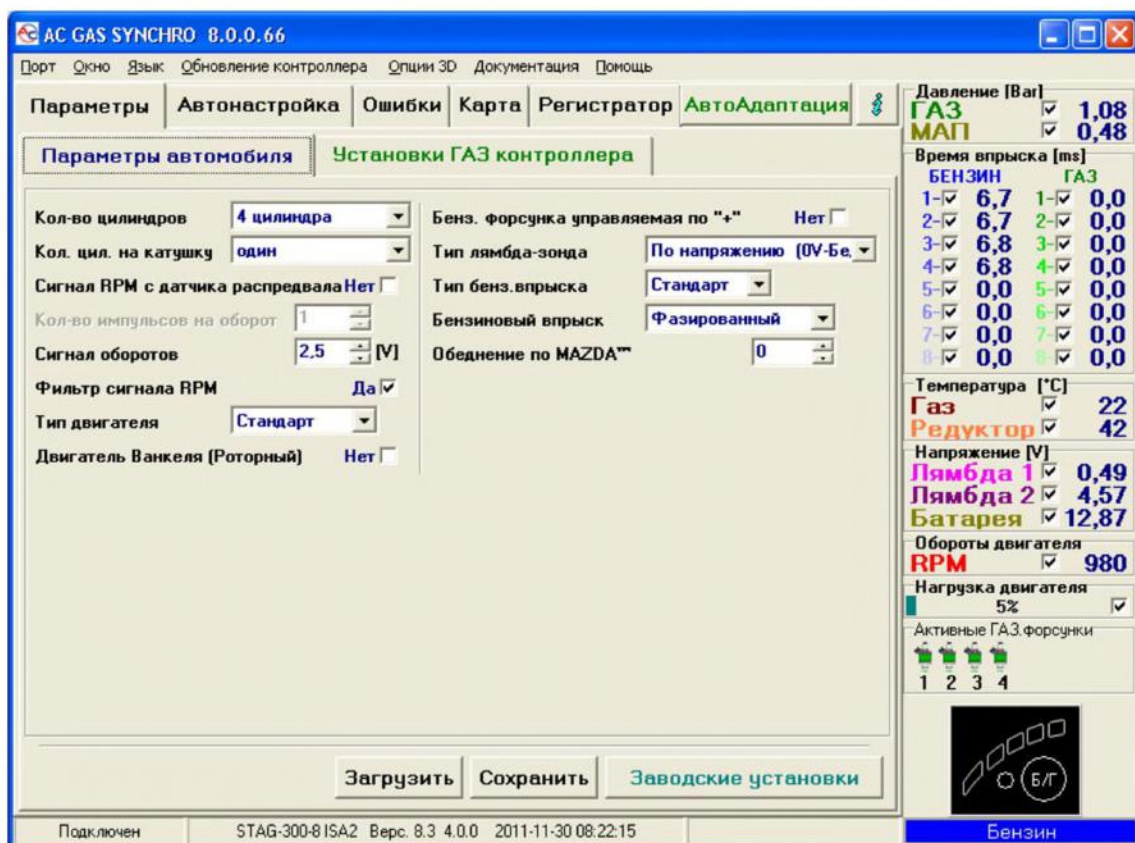 AC GAS SYNCHRO 8.0.0.66
Порт Окно Язык Обновление контроллера Опции 3D Документация Помощь
Параметры Автонастройка Ошибки Карта Регистратор АвтоАдаптация i
Параметры автомобиля Установки ГАЗ контроллера
Кол-во цилиндров 4 цилиндра
Кол. цил. на катушку один
Сигнал RPM с датчика распредвала Нет
Кол-во импульсов на оборот 1
Сигнал оборотов 2,5 [V]
Фильтр сигнала RPM Да
Тип двигателя Стандарт
Двигатель Ванкеля (Роторный) Нет
Бенз. форсунка управляемая по "+" Нет
Тип лямбда-зонда По напряжению (0V-Бе,
Тип бенз.впрыска Стандарт
Бензиновый впрыск Фазированный
Обеднение по MAZDA™ 0
Загрузить Сохранить Заводские установки
Давление [Bar]
ГАЗ 1,08
МАП 0,48
Время впрыска [ms]
БЕНЗИН ГАЗ
1- 6,7 1- 0,0
2- 6,7 2- 0,0
3- 6,8 3- 0,0
4- 6,8 4- 0,0
5- 0,0 5- 0,0
6- 0,0 6- 0,0
7- 0,0 7- 0,0
8- 0,0 8- 0,0
Температура [°C]
Газ 22
Редуктор 42
Напряжение [V]
Лямбда 1 0,49
Лямбда 2 4,57
Батарея 12,87
Обороты двигателя
RPM 980
Нагрузка двигателя
5%
Активные ГАЗ.форсунки
1 2 3 4
Б/Г
Подключен STAG-300-8 ISA2 Верс. 8.3 4.0.0 2011-11-30 08:22:15 Бензин